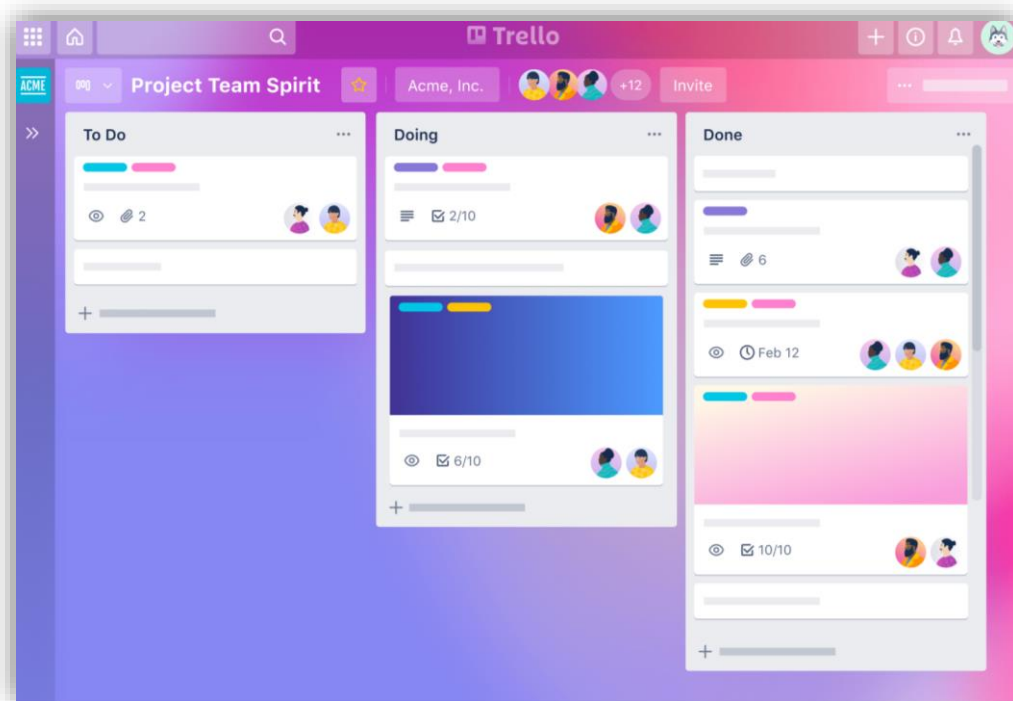 Trello
ACME
Project Team Spirit
Acme, Inc.
+12
Invite
To Do
2
Doing
2/10
6/10
Done
6
Feb 12
10/10